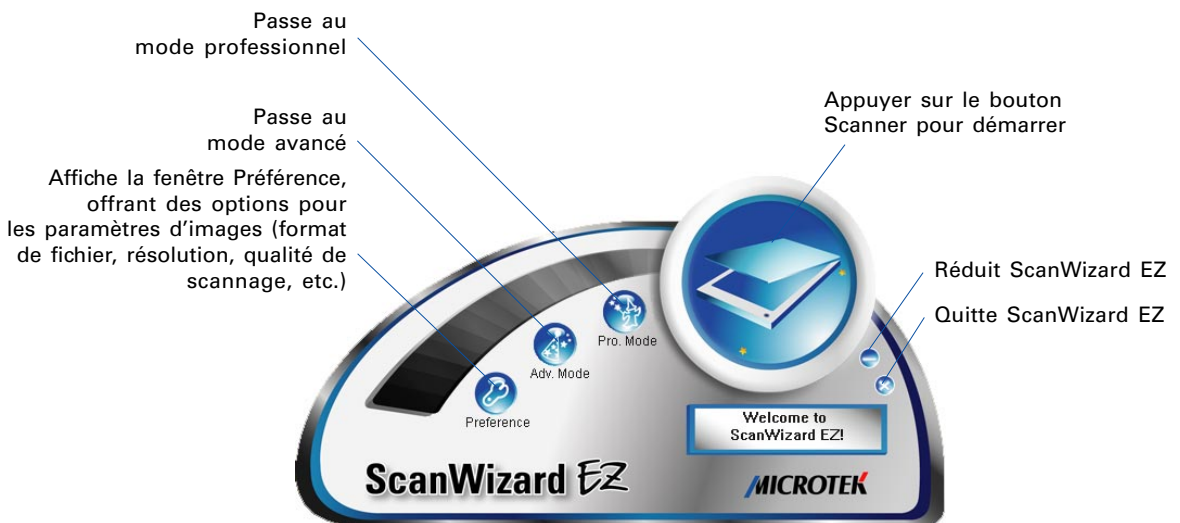 Passe au
mode professionnel
Passe au
mode avancé
Affiche la fenêtre Préférence,
offrant des options pour
les paramètres d'images (format
de fichier, résolution, qualité de
scannage, etc.)
Appuyer sur le bouton
Scanner pour démarrer
Réduit ScanWizard EZ
Quitte ScanWizard EZ
Pro. Mode
Adv. Mode
Preference
Welcome to
ScanWizard EZ!
ScanWizard EZ
MICROTEK